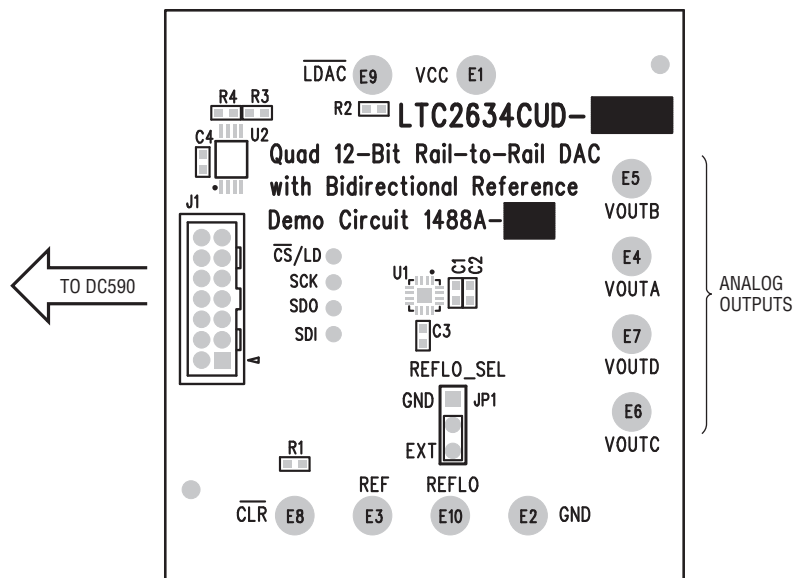 LDAC E9 VCC E1
R4 R3
R2 LTC2634CUD-
C4 U2
Quad 12-Bit Rail-to-Rail DAC
with Bidirectional Reference
Demo Circuit 1488A-
J1
E5
VOUTB
TO DC590
CS/LD
SCK
SDO
SDI
U1 C1 C2
C3
E4
VOUTA
ANALOG
OUTPUTS
E7
VOUTD
REFLO_SEL
GND JP1
EXT
E6
VOUTC
R1
REF REFLO
CLR E8 E3 E10 E2 GND